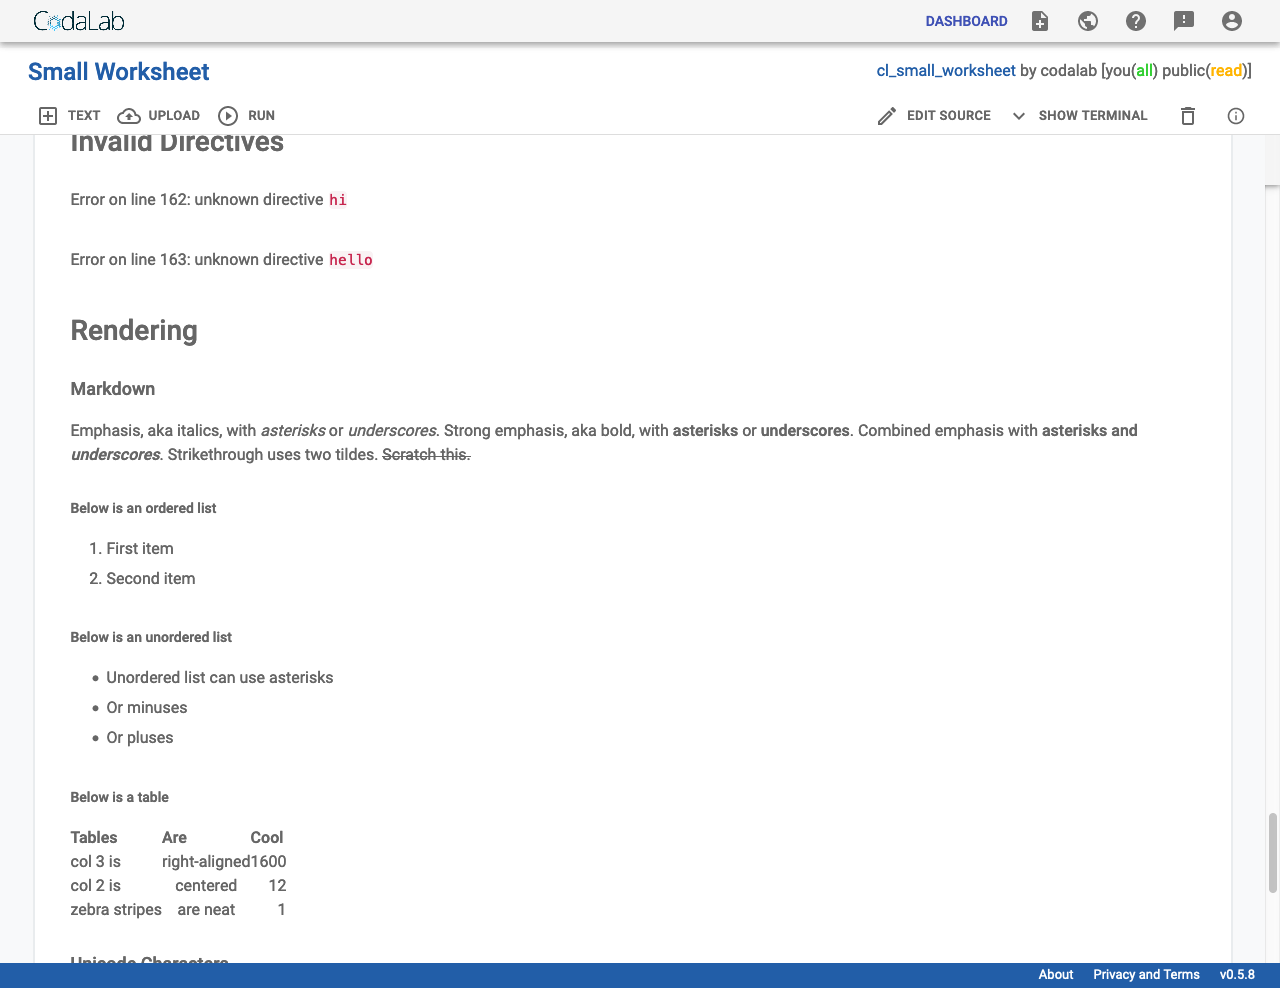 CodaLab DASHBOARD
Small Worksheet cl_small_worksheet by codalab [you(all) public(read)]
TEXT UPLOAD RUN EDIT SOURCE SHOW TERMINAL
Invalid Directives
Error on line 162: unknown directive hi
Error on line 163: unknown directive hello
Rendering
Markdown
Emphasis, aka italics, with asterisks or underscores. Strong emphasis, aka bold, with asterisks or underscores. Combined emphasis with asterisks and
underscores. Strikethrough uses two tildes. Scratch this.
Below is an ordered list
1. First item
2. Second item
Below is an unordered list
• Unordered list can use asterisks
• Or minuses
• Or pluses
Below is a table
Tables Are Cool
col 3 is right-aligned 1600
col 2 is centered 12
zebra stripes are neat 1
Unicode Characters
About Privacy and Terms v0.5.8